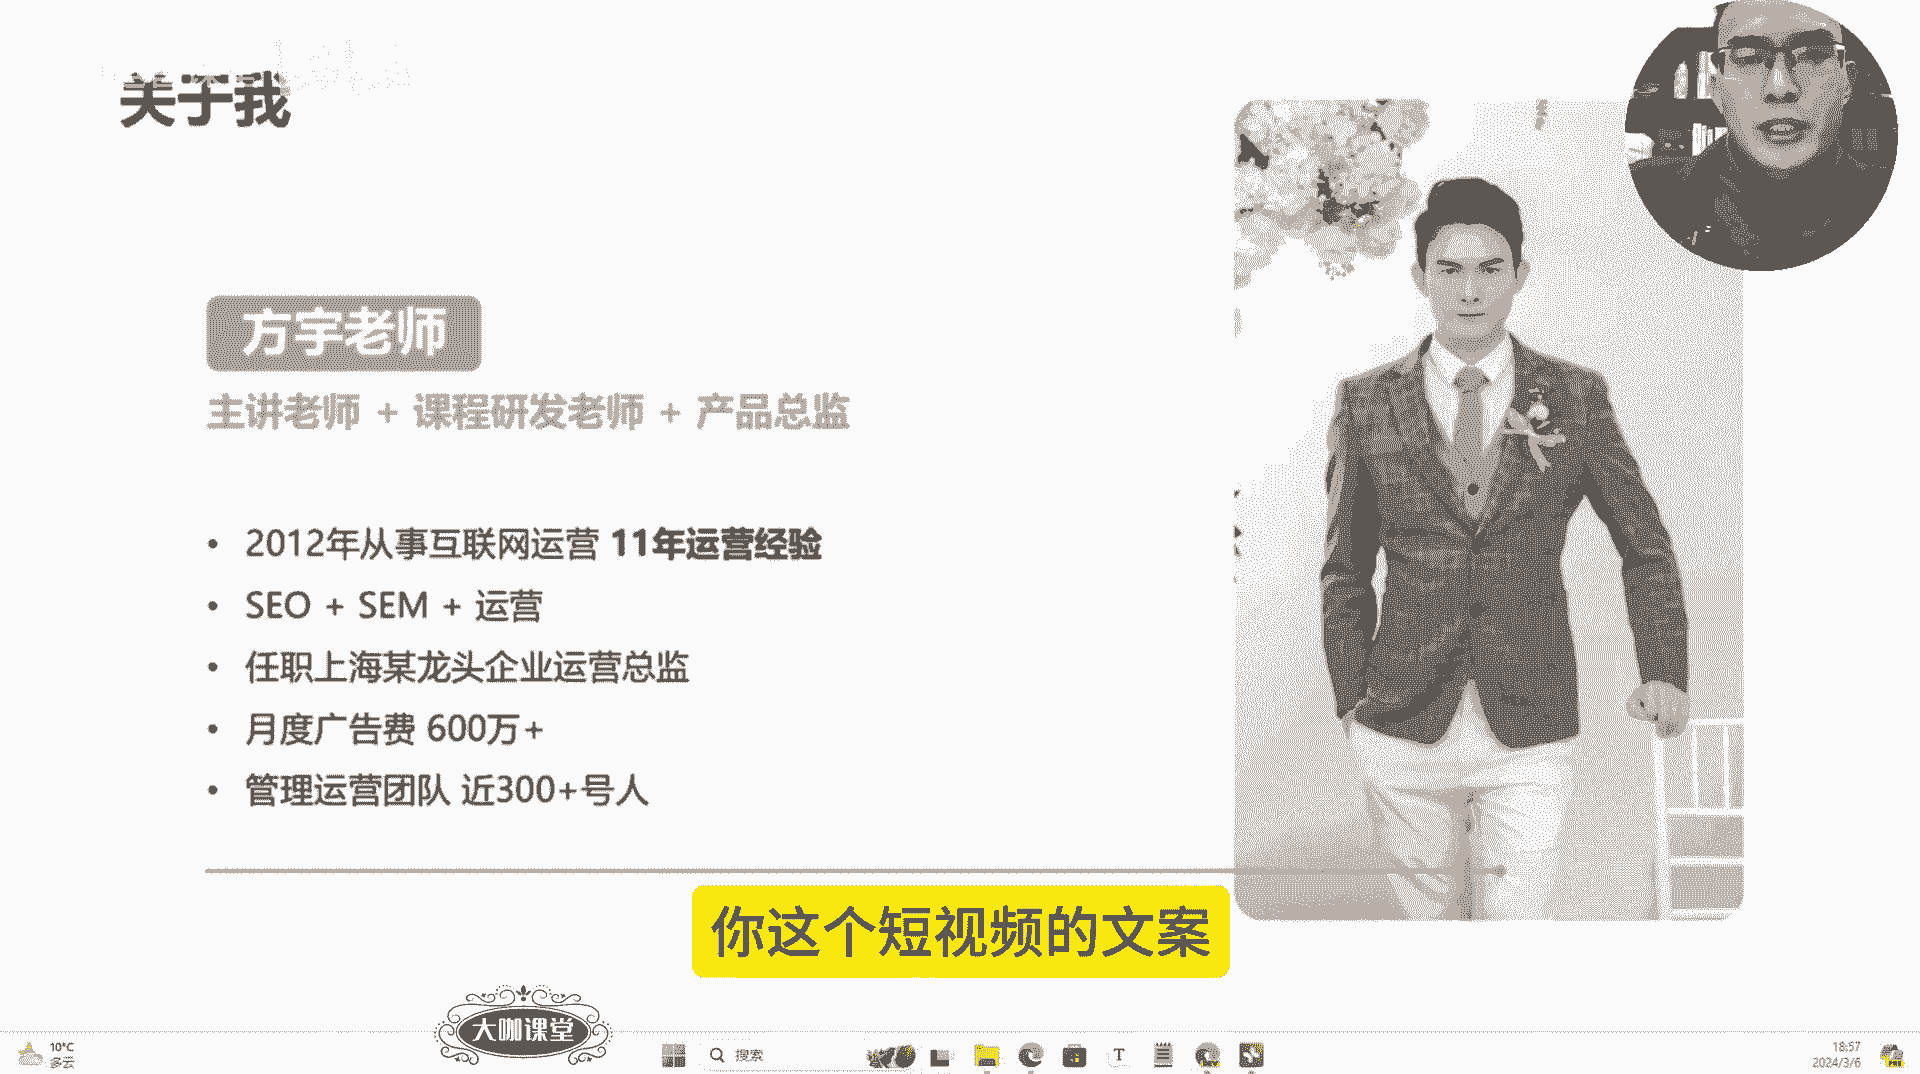 关于我
方宇老师
主讲老师 + 课程研发老师 + 产品总监
• 2012年从事互联网运营 11年运营经验
• SEO + SEM + 运营
• 任职上海某龙头企业运营总监
• 月度广告费 600万+
• 管理运营团队 近300+号人
你这个短视频的文案
大咖课堂
10°C
多云
搜索
T
DEV
18:57
2024/3/6
PRE